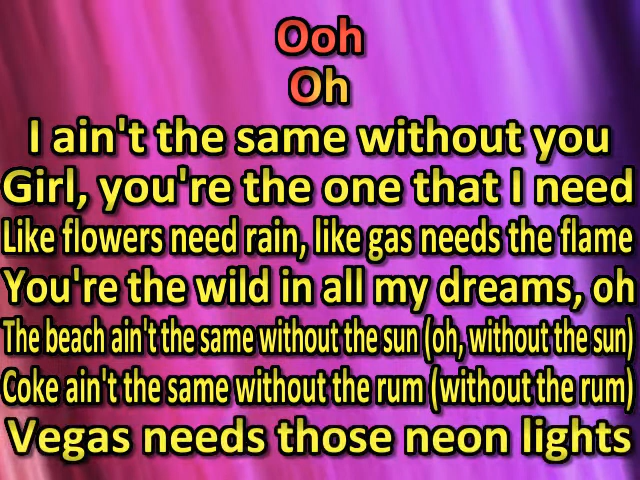 Ooh
Oh
I ain't the same without you
Girl, you're the one that I need
Like flowers need rain, like gas needs the flame
You're the wild in all my dreams, oh
The beach ain't the same without the sun (oh, without the sun)
Coke ain't the same without the rum (without the rum)
Vegas needs those neon lights